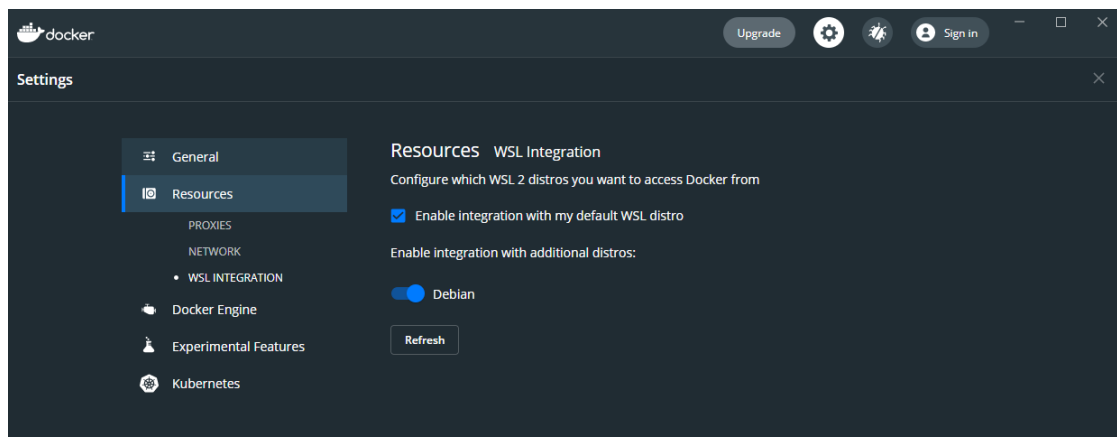 docker
Upgrade
Sign in
Settings
General
Resources
PROXIES
NETWORK
WSL INTEGRATION
Docker Engine
Experimental Features
Kubernetes
Resources WSL Integration
Configure which WSL 2 distros you want to access Docker from
Enable integration with my default WSL distro
Enable integration with additional distros:
Debian
Refresh